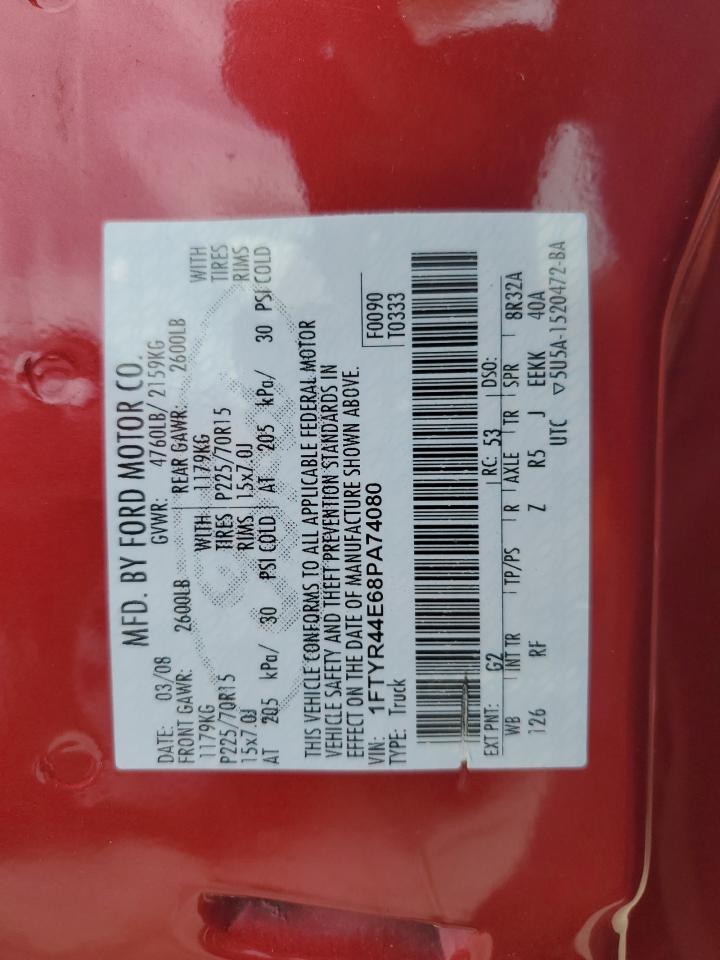 MFD. BY FORD MOTOR CO.
DATE: 03/08 GVWR: 4760LB/ 2159KG
FRONT GAWR: 2600LB REAR GAWR: 2600LB
1179KG WITH 1179KG WITH
P225/70R15 TIRES P225/70R15 TIRES
15x7.0J RIMS 15x7.0J RIMS
AT 205 kPa/ 30 PSI COLD AT 205 kPa/ 30 PSI COLD
THIS VEHICLE CONFORMS TO ALL APPLICABLE FEDERAL MOTOR
VEHICLE SAFETY AND THEFT PREVENTION STANDARDS IN
EFFECT ON THE DATE OF MANUFACTURE SHOWN ABOVE.
VIN: 1FTYR44E68PA74080
TYPE: Truck
F0090
T0333
EXT PNT: G2 RC: 53 DSO:
WB INT TR TP/PS R AXLE TR SPR 8R32A
126 RF Z R5 J EEKK 40A
UTC ▽5U5A-1520472-BA